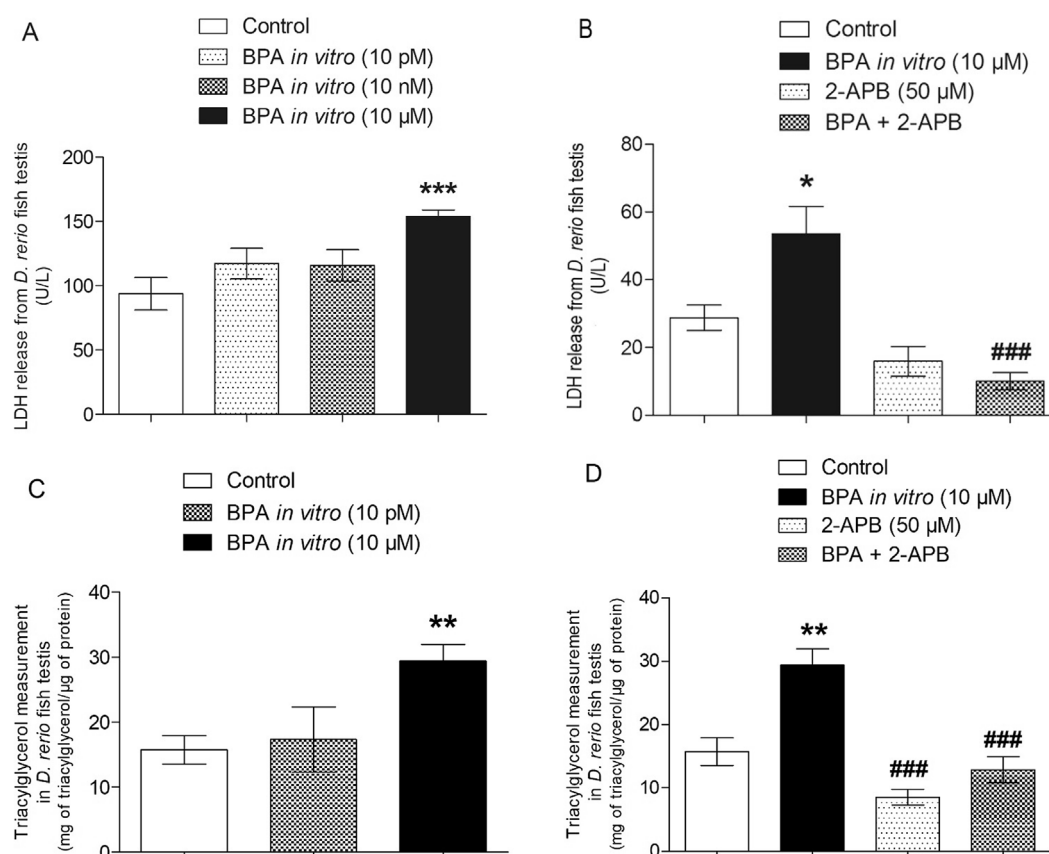 A
Control
BPA in vitro (10 pM)
BPA in vitro (10 nM)
BPA in vitro (10 µM)
LDH release from D. rerio fish testis
(U/L)
200
150
100
50
0
***
B
Control
BPA in vitro (10 µM)
2-APB (50 µM)
BPA + 2-APB
LDH release from D. rerio fish testis
(U/L)
80
60
40
20
0
*
###
C
Control
BPA in vitro (10 pM)
BPA in vitro (10 µM)
Triacylglycerol measurement
in D. rerio fish testis
(mg of triacylglycerol/µg of protein)
40
30
20
10
0
**
D
Control
BPA in vitro (10 µM)
2-APB (50 µM)
BPA + 2-APB
Triacylglycerol measurement
in D. rerio fish testis
(mg of triacylglycerol/µg of protein)
40
30
20
10
0
**
###
###